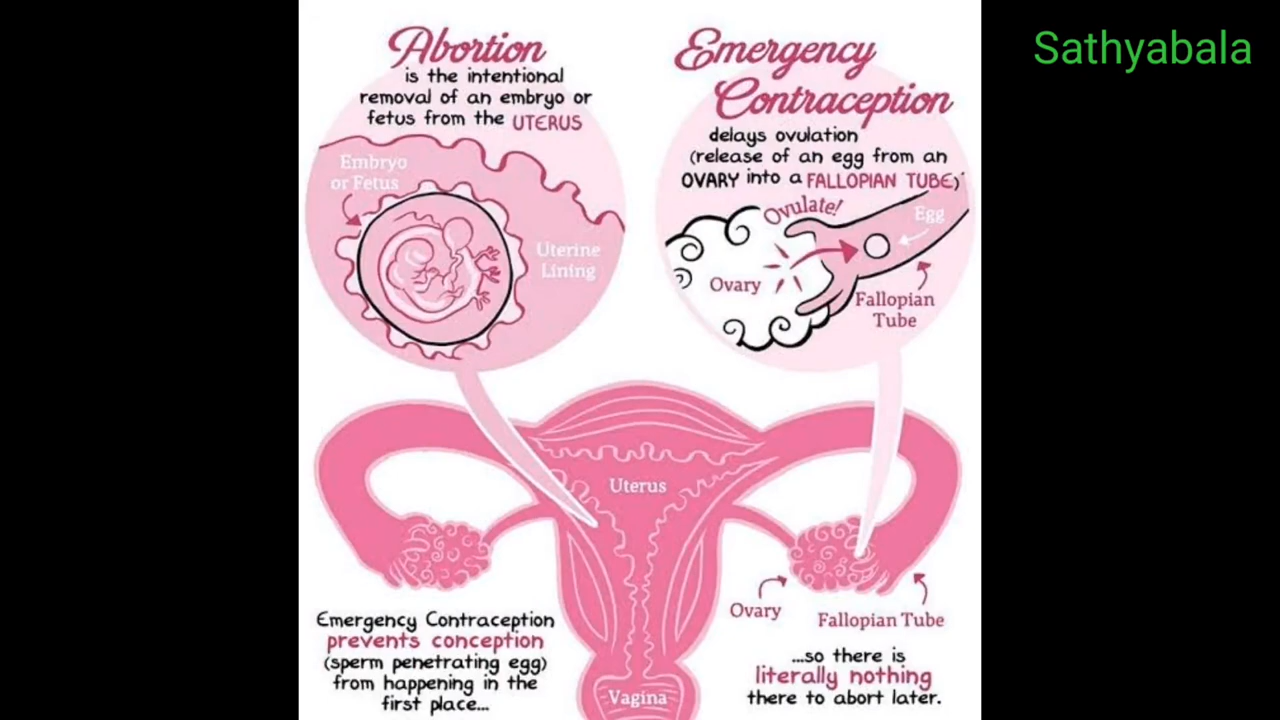 Sathyabala
Abortion
is the intentional
removal of an embryo or
fetus from the UTERUS
Embryo
or Fetus
Uterine
Lining
Emergency
Contraception
delays ovulation
(release of an egg from an
OVARY into a FALLOPIAN TUBE)
Ovulate!
Egg
Ovary
Fallopian
Tube
Uterus
Ovary
Fallopian Tube
Vagina
Emergency Contraception
prevents conception
(sperm penetrating egg)
from happening in the
first place...
...so there is
literally nothing
there to abort later.